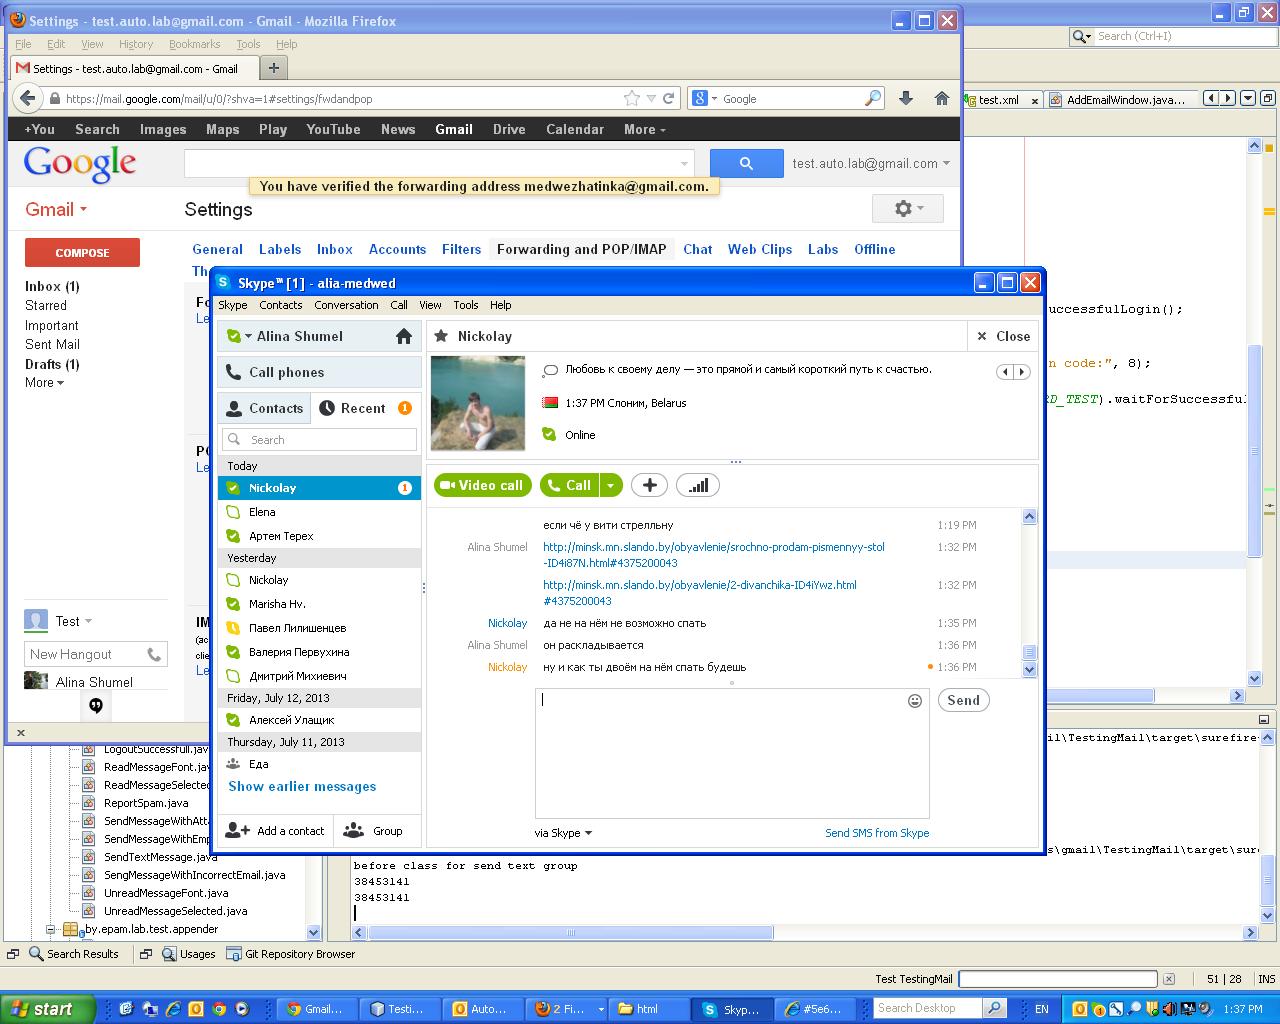 Settings - test.auto.lab@gmail.com - Gmail - Mozilla Firefox
File Edit View History Bookmarks Tools Help
Search (Ctrl+I)
Settings - test.auto.lab@gmail.com - Gmail
https://mail.google.com/mail/u/0/?shva=1#settings/fwdandpop
Google
test.xml
AddEmailWindow.java...
+You Search Images Maps Play YouTube News Gmail Drive Calendar More
Google
test.auto.lab@gmail.com
You have verified the forwarding address medwezhatinka@gmail.com.
Gmail
Settings
COMPOSE
General Labels Inbox Accounts Filters Forwarding and POP/IMAP Chat Web Clips Labs Offline
Th
Inbox (1)
Starred
Important
Sent Mail
Drafts (1)
More
Fo
Le
PO
Le
IM
(ac
clie
Le
Test
New Hangout
Alina Shumel
Skype™ [1] - alia-medwed
Skype Contacts Conversation Call View Tools Help
Alina Shumel
Call phones
Contacts
Recent 1
Search
Today
Nickolay 1
Elena
Артем Терех
Yesterday
Nickolay
Marisha Hv.
Павел Лилишенцев
Валерия Первухина
Дмитрий Михиевич
Friday, July 12, 2013
Алексей Улащик
Thursday, July 11, 2013
Еда
Show earlier messages
Add a contact
Group
Nickolay
Close
Любовь к своему делу — это прямой и самый короткий путь к счастью.
1:37 PM Слоним, Belarus
Online
Video call
Call
если чё у вити стрелльну 1:19 PM
Alina Shumel http://minsk.mn.slando.by/obyavlenie/srochno-prodam-pismennyy-stol 1:32 PM
-ID4i87N.html#4375200043
http://minsk.mn.slando.by/obyavlenie/2-divanchika-ID4iYwz.html 1:32 PM
#4375200043
Nickolay да не на нём не возможно спать 1:35 PM
Alina Shumel он раскладывается 1:36 PM
Nickolay ну и как ты двоём на нём спать будешь 1:36 PM
Send
via Skype
Send SMS from Skype
uccessfulLogin();
n code:", 8);
RD_TEST).waitForSuccessful
il\TestingMail\target\surefire-
s\gmail\TestingMail\target\sure
LogoutSuccessfull.java
ReadMessageFont.java
ReadMessageSelected
ReportSpam.java
SendMessageWithAtta
SendMessageWithEmp
SendTextMessage.java
SengMessageWithIncorrectEmail.java
UnreadMessageFont.java
UnreadMessageSelected.java
by.epam.lab.test.appender
before class for send text group
38453141
38453141
Search Results
Usages
Git Repository Browser
Test TestingMail
51 | 28
INS
start
Gmail...
Testi...
Auto...
2 Fi...
html
Skyp...
#5e6...
Search Desktop
EN
1:37 PM